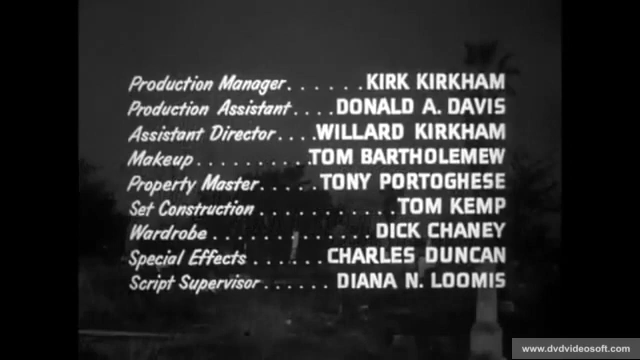 Production Manager.......KIRK KIRKHAM
Production Assistant....DONALD A. DAVIS
Assistant Director....WILLARD KIRKHAM
Makeup..........TOM BARTHOLEMEW
Property Master.....TONY PORTOGHESE
Set Construction............TOM KEMP
Wardrobe..............DICK CHANEY
Special Effects......CHARLES DUNCAN
Script Supervisor......DIANA N. LOOMIS
www.dvdvideosoft.com